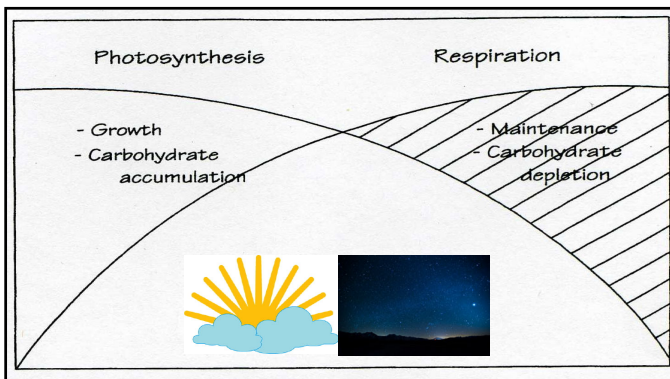 Photosynthesis
Respiration
- Growth
- Carbohydrate
accumulation
- Maintenance
- Carbohydrate
depletion